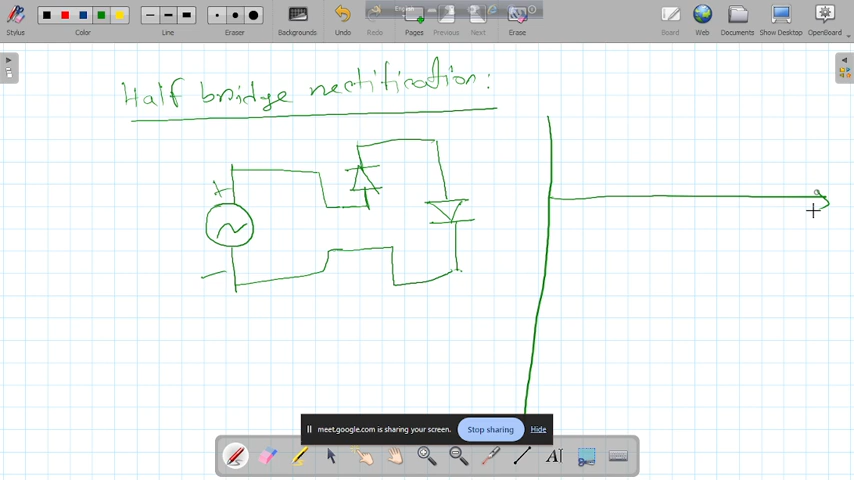 English
Stylus
Line
Eraser
Backgrounds
Undo
Redo
Pages
Previous
Next
Erase
Board
Web
Documents
Show Desktop
OpenBoard
Half bridge rectification:
+
meet.google.com is sharing your screen.
Stop sharing
Hide